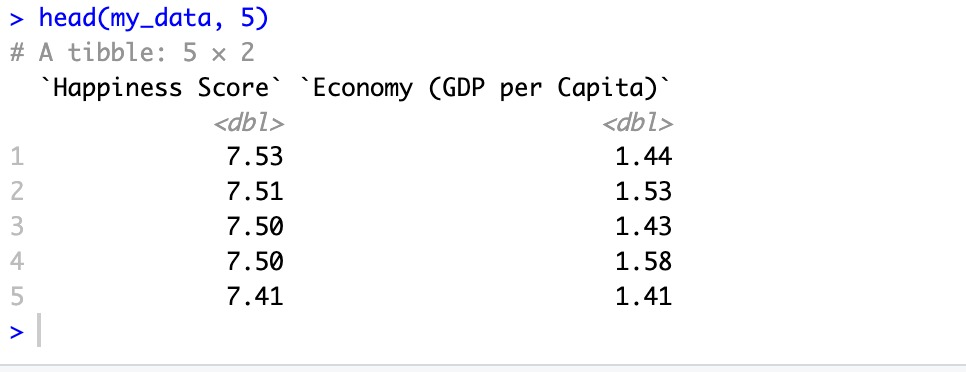 > head(my_data, 5)
# A tibble: 5 × 2
`Happiness Score` `Economy (GDP per Capita)`
<dbl> <dbl>
1 7.53 1.44
2 7.51 1.53
3 7.50 1.43
4 7.50 1.58
5 7.41 1.41
>